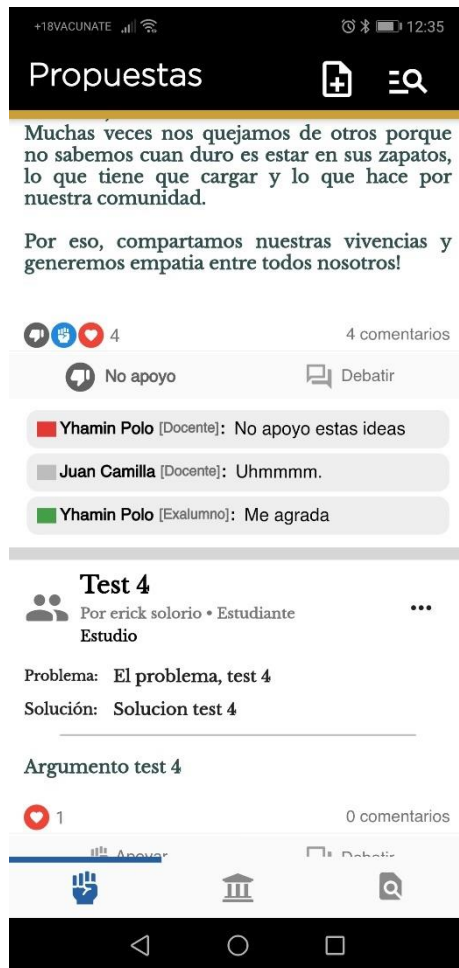 +18VACUNATE 12:35
Propuestas
Muchas veces nos quejamos de otros porque
no sabemos cuan duro es estar en sus zapatos,
lo que tiene que cargar y lo que hace por
nuestra comunidad.
Por eso, compartamos nuestras vivencias y
generemos empatia entre todos nosotros!
4 4 comentarios
No apoyo Debatir
Yhamin Polo [Docente]: No apoyo estas ideas
Juan Camilla [Docente]: Uhmmmm.
Yhamin Polo [Exalumno]: Me agrada
Test 4
Por erick solorio • Estudiante
Estudio
Problema: El problema, test 4
Solución: Solucion test 4
Argumento test 4
1 0 comentarios
Apoyar Debatir